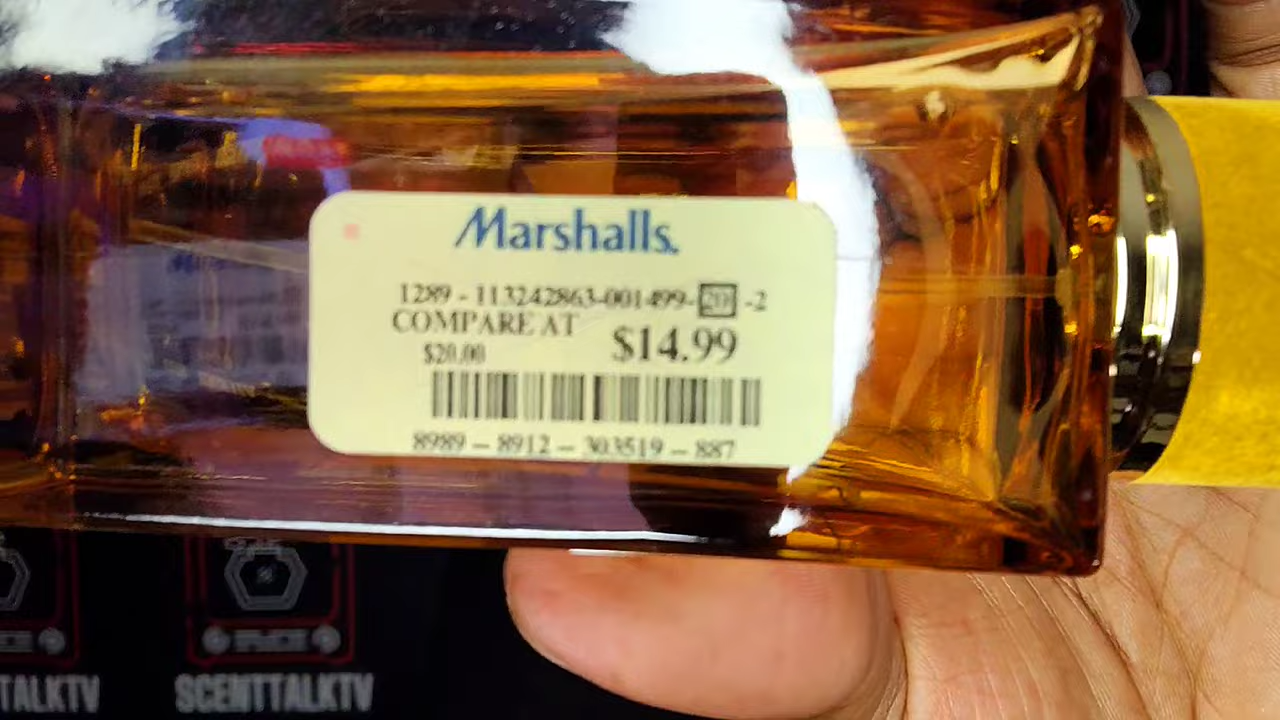 Marshalls.
1289 - 113242863-001499-20 -2
COMPARE AT
$20.00 $14.99
8989 – 8912 – 303519 – 887
TALKTV SCENTTALKTV